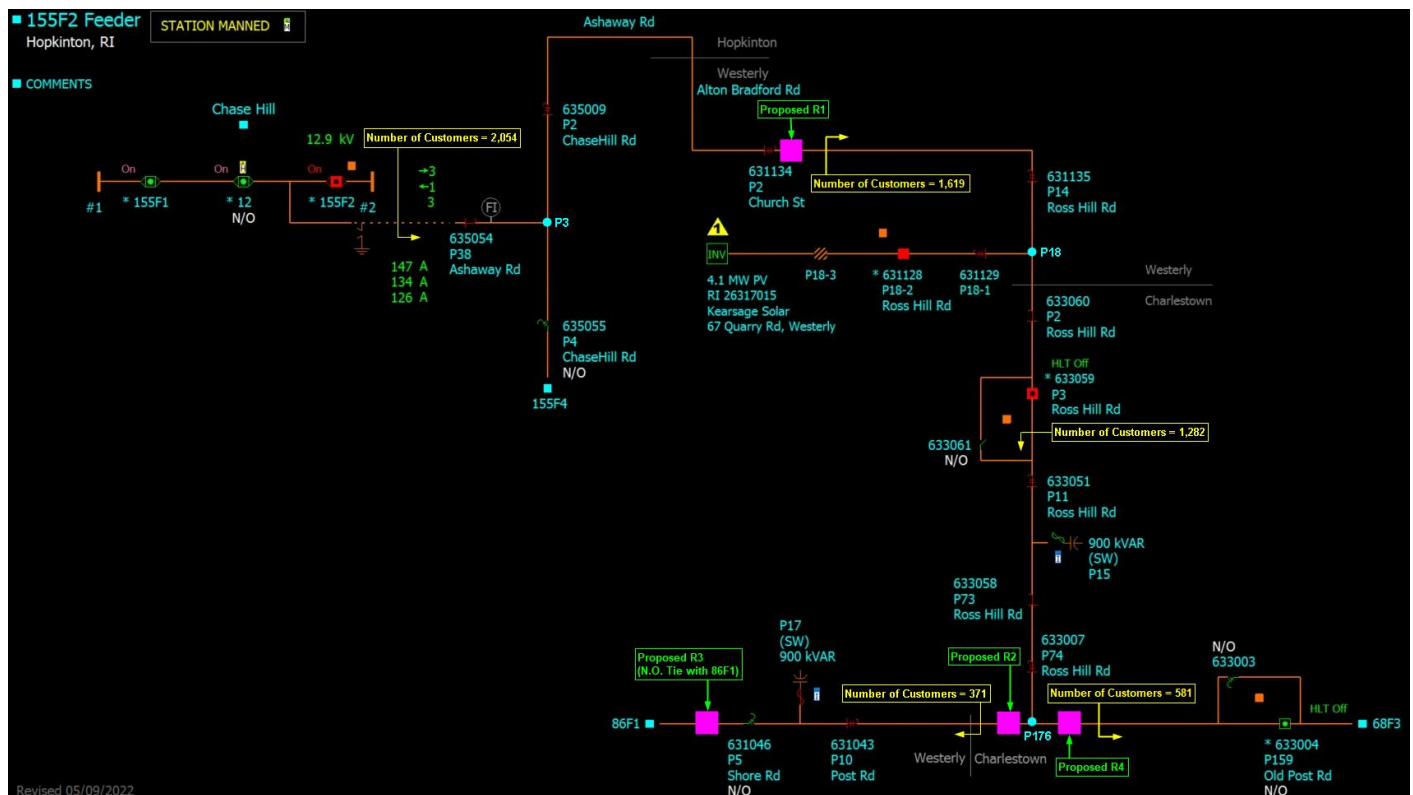 155F2 Feeder
Hopkinton, RI
STATION MANNED
COMMENTS
Ashaway Rd
Hopkinton
Westerly
Alton Bradford Rd
Proposed R1
Chase Hill
12.9 kV
Number of Customers = 2,054
635009
P2
ChaseHill Rd
On
On
On
→3
←1
3
#1
* 155F1
* 12
N/O
* 155F2
#2
FI
P3
635054
P38
Ashaway Rd
147 A
134 A
126 A
635055
P4
ChaseHill Rd
N/O
155F4
631134
P2
Church St
Number of Customers = 1,619
631135
P14
Ross Hill Rd
1
INV
4.1 MW PV
RI 26317015
Kearsage Solar
67 Quarry Rd, Westerly
P18-3
* 631128
P18-2
Ross Hill Rd
631129
P18-1
P18
Westerly
Charlestown
633060
P2
Ross Hill Rd
HLT Off
* 633059
P3
Ross Hill Rd
633061
N/O
Number of Customers = 1,282
633051
P11
Ross Hill Rd
900 kVAR
(SW)
P15
633058
P73
Ross Hill Rd
633007
P74
Ross Hill Rd
P17
(SW)
900 kVAR
Proposed R3
(N.O. Tie with 86F1)
Proposed R2
Number of Customers = 371
Number of Customers = 581
N/O
633003
HLT Off
86F1
68F3
P176
631046
P5
Shore Rd
N/O
631043
P10
Post Rd
Westerly
Charlestown
Proposed R4
* 633004
P159
Old Post Rd
N/O
Revised 05/09/2022